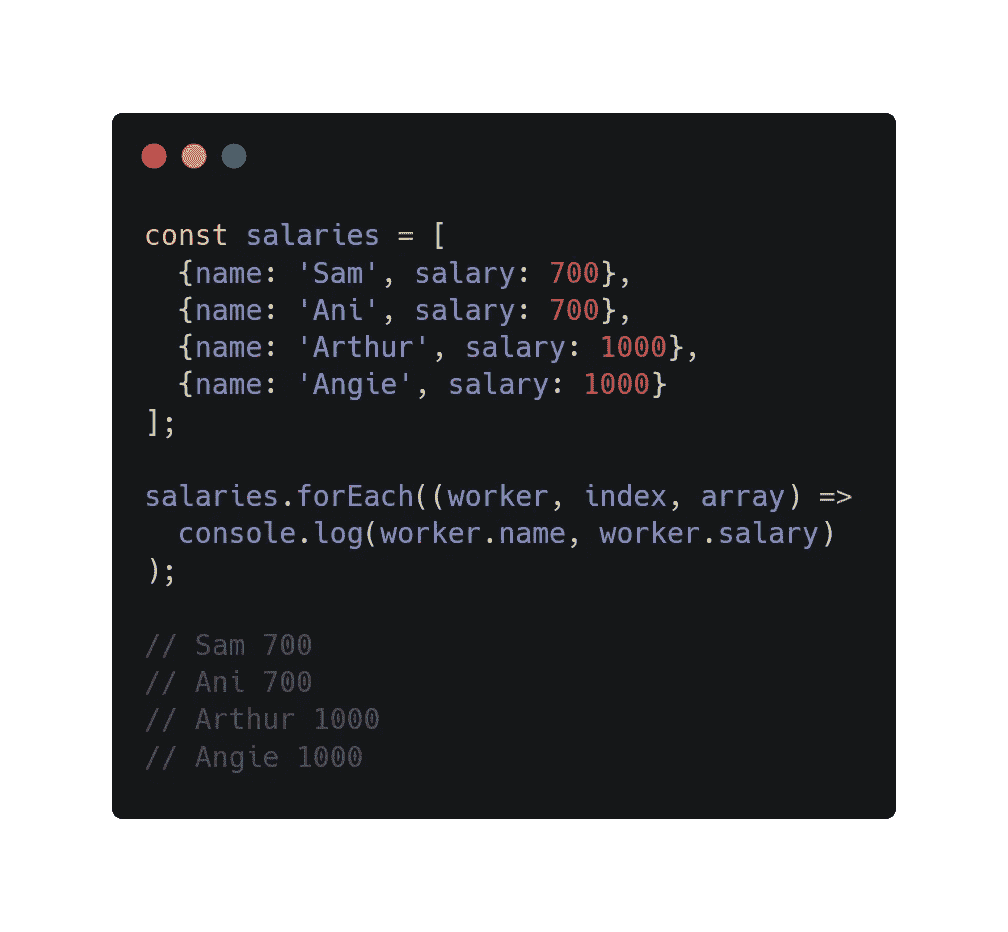 const salaries = [
  {name: 'Sam', salary: 700},
  {name: 'Ani', salary: 700},
  {name: 'Arthur', salary: 1000},
  {name: 'Angie', salary: 1000}
];

salaries.forEach((worker, index, array) =>
  console.log(worker.name, worker.salary)
);

// Sam 700
// Ani 700
// Arthur 1000
// Angie 1000